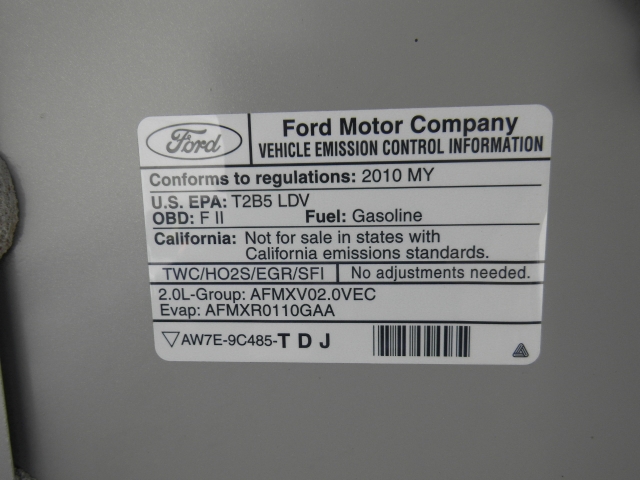 Ford
Ford Motor Company
VEHICLE EMISSION CONTROL INFORMATION
Conforms to regulations: 2010 MY
U.S. EPA: T2B5 LDV
OBD: F II Fuel: Gasoline
California: Not for sale in states with
California emissions standards.
TWC/HO2S/EGR/SFI No adjustments needed.
2.0L-Group: AFMXV02.0VEC
Evap: AFMXR0110GAA
AW7E-9C485-T D J